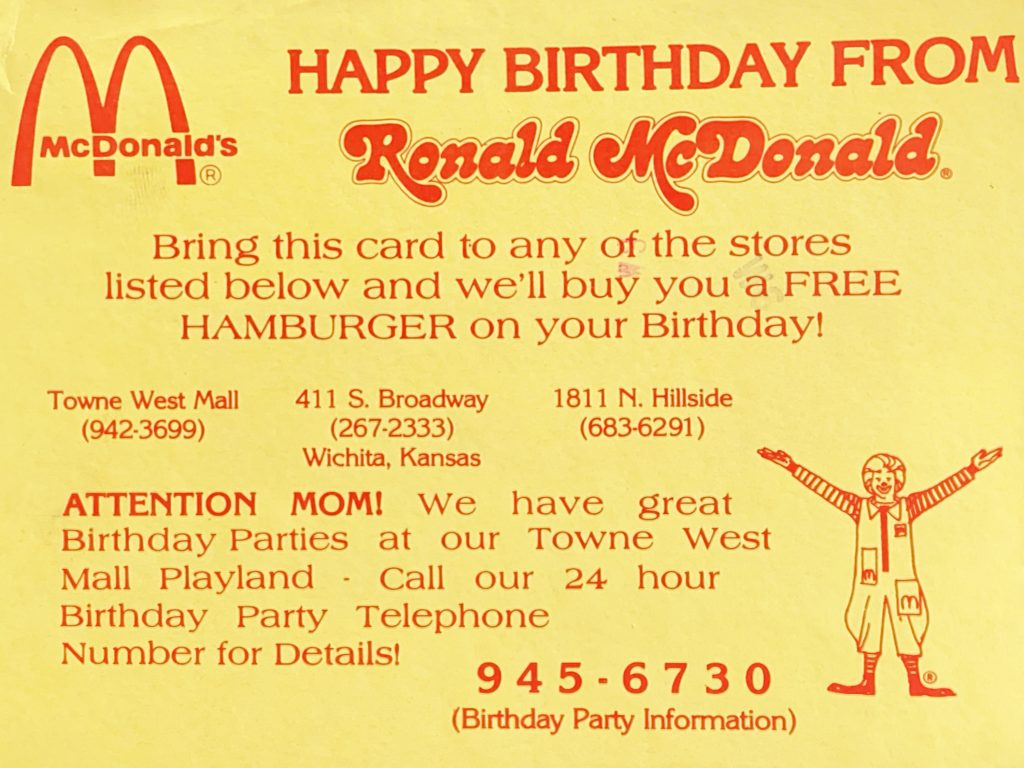 McDonald's ®
HAPPY BIRTHDAY FROM
Ronald McDonald ®
Bring this card to any of the stores
listed below and we'll buy you a FREE
HAMBURGER on your Birthday!
Towne West Mall
(942-3699)
411 S. Broadway
(267-2333)
Wichita, Kansas
1811 N. Hillside
(683-6291)
ATTENTION MOM! We have great
Birthday Parties at our Towne West
Mall Playland - Call our 24 hour
Birthday Party Telephone
Number for Details!
945-6730
(Birthday Party Information)
®